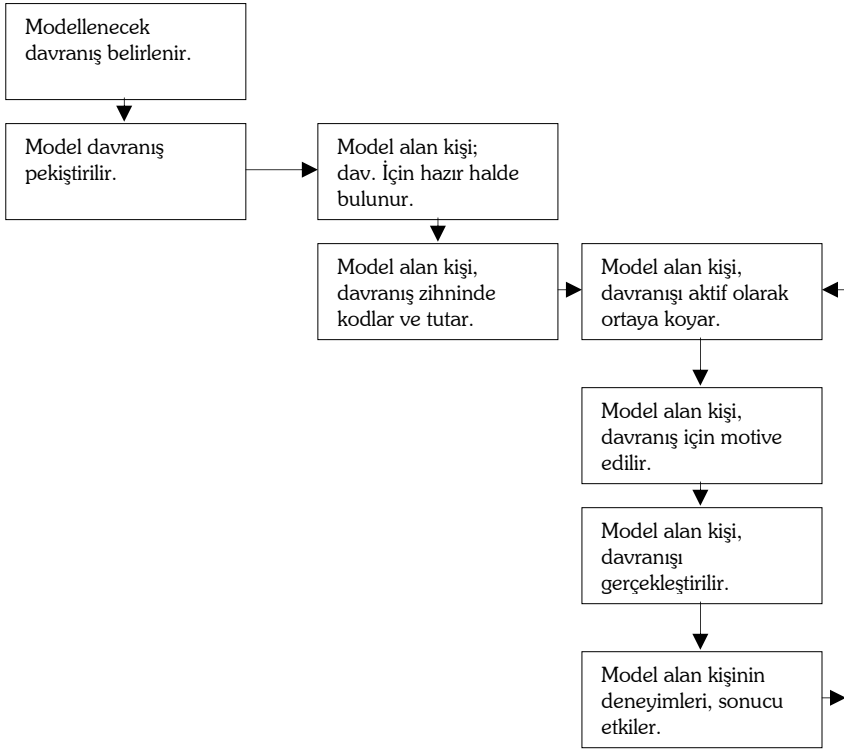 Modellenecek
davranış belirlenir.
Model davranış
pekiştirilir.
Model alan kişi;
dav. İçin hazır halde
bulunur.
Model alan kişi,
davranış zihninde
kodlar ve tutar.
Model alan kişi,
davranışı aktif olarak
ortaya koyar.
Model alan kişi,
davranış için motive
edilir.
Model alan kişi,
davranışı
gerçekleştirilir.
Model alan kişinin
deneyimleri, sonucu
etkiler.